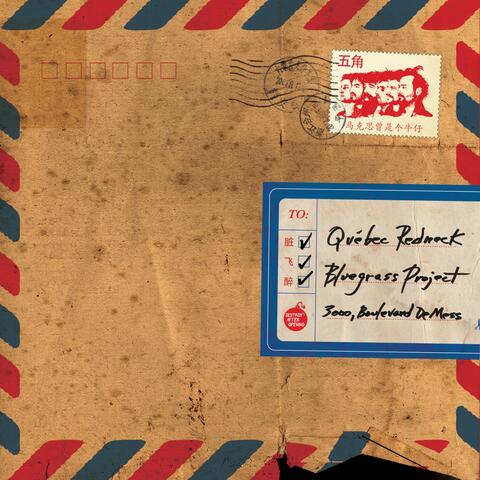 五角
马克思曾是个牛仔
TO:
脏
飞
醉
Québec Redneck
Bluegrass Project
3000, Boulevard De Mess
DESTROY
AFTER
OPENING